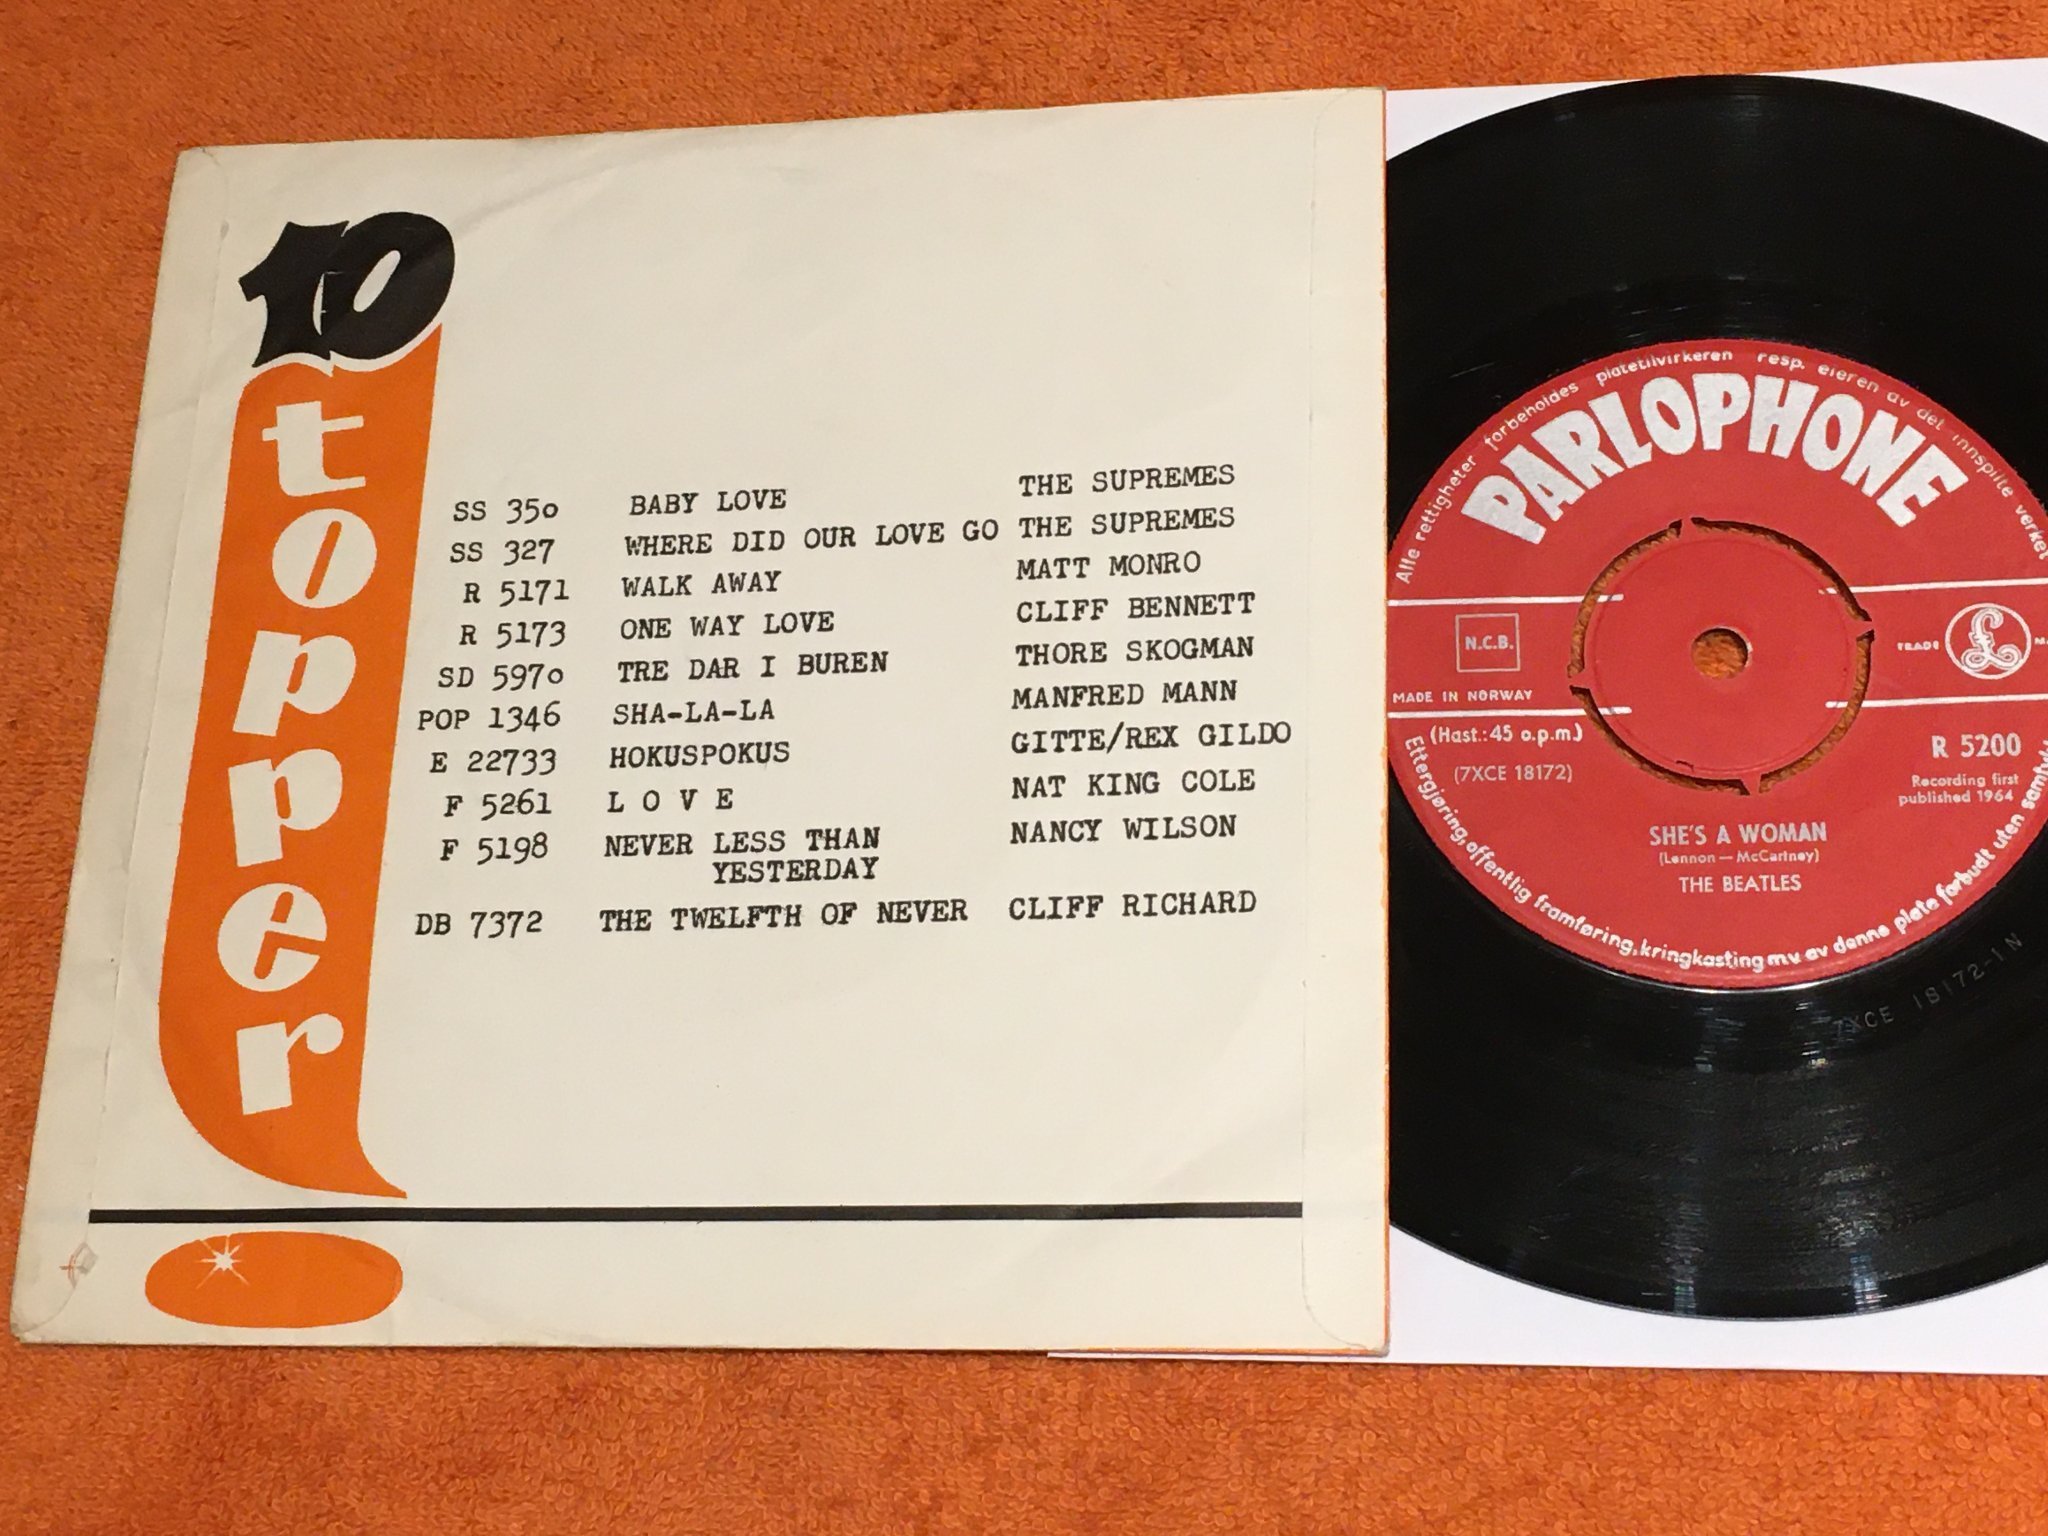 10
topper
SS 350 BABY LOVE THE SUPREMES
SS 327 WHERE DID OUR LOVE GO THE SUPREMES
R 5171 WALK AWAY MATT MONRO
R 5173 ONE WAY LOVE CLIFF BENNETT
SD 5970 TRE DAR I BUREN THORE SKOGMAN
POP 1346 SHA-LA-LA MANFRED MANN
E 22733 HOKUSPOKUS GITTE/REX GILDO
F 5261 L O V E NAT KING COLE
F 5198 NEVER LESS THAN NANCY WILSON
YESTERDAY
DB 7372 THE TWELFTH OF NEVER CLIFF RICHARD
Alle rettigheter forbeholdes platetilvirkeren resp. eieren av det innspilte verket
PARLOPHONE
N.C.B.
TRADE
£
MADE IN NORWAY
(Hast.: 45 o.p.m.)
R 5200
(7XCE 18172)
Recording first
published 1964
SHE'S A WOMAN
(Lennon — McCartney)
THE BEATLES
Ettergjøring, offentlig framføring, kringkasting mv av denne plate forbudt uten
7XCE 18172-1N